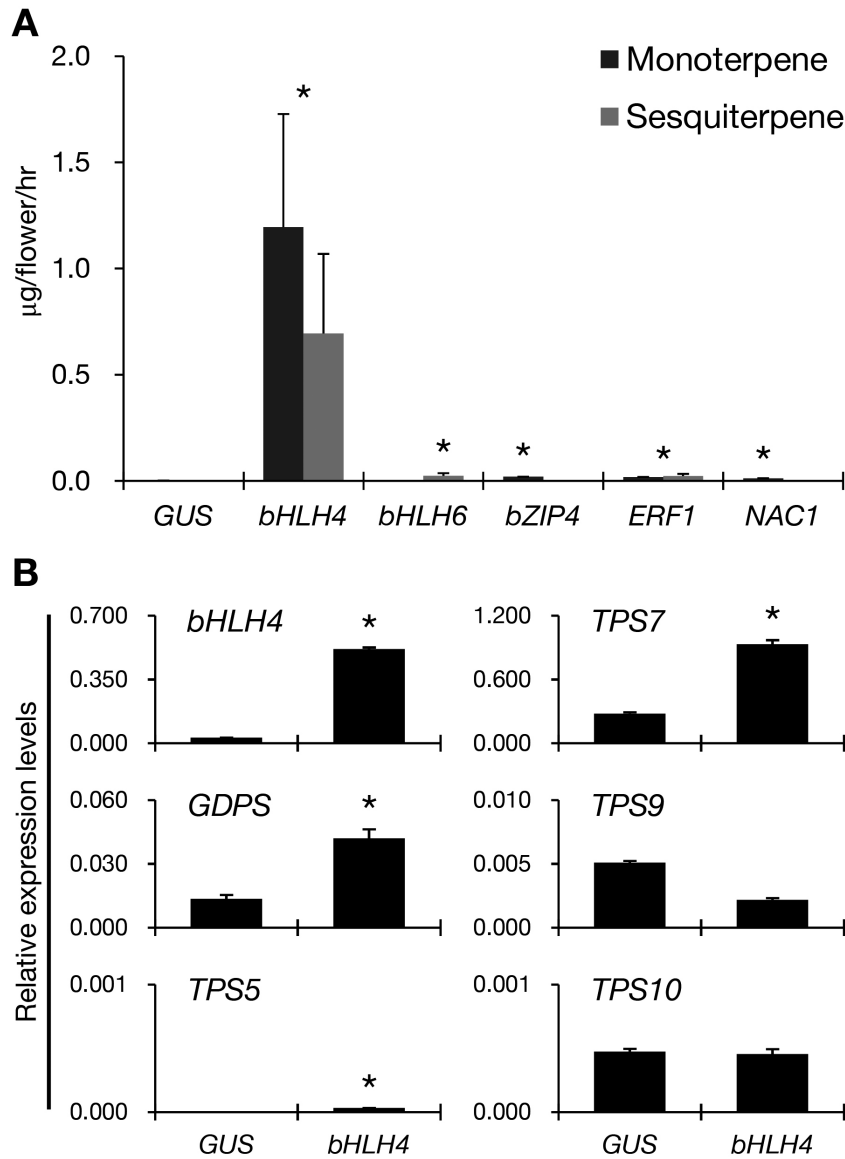 A
2.0
1.5
1.0
0.5
0.0
µg/flower/hr
Monoterpene
Sesquiterpene
*
* * * *
GUS bHLH4 bHLH6 bZIP4 ERF1 NAC1
B
Relative expression levels
0.700
0.350
0.000
bHLH4
*
1.200
0.600
0.000
TPS7
*
0.060
0.030
0.000
GDPS
*
0.010
0.005
0.000
TPS9
0.001
0.000
TPS5
*
0.001
0.000
TPS10
GUS bHLH4
GUS bHLH4